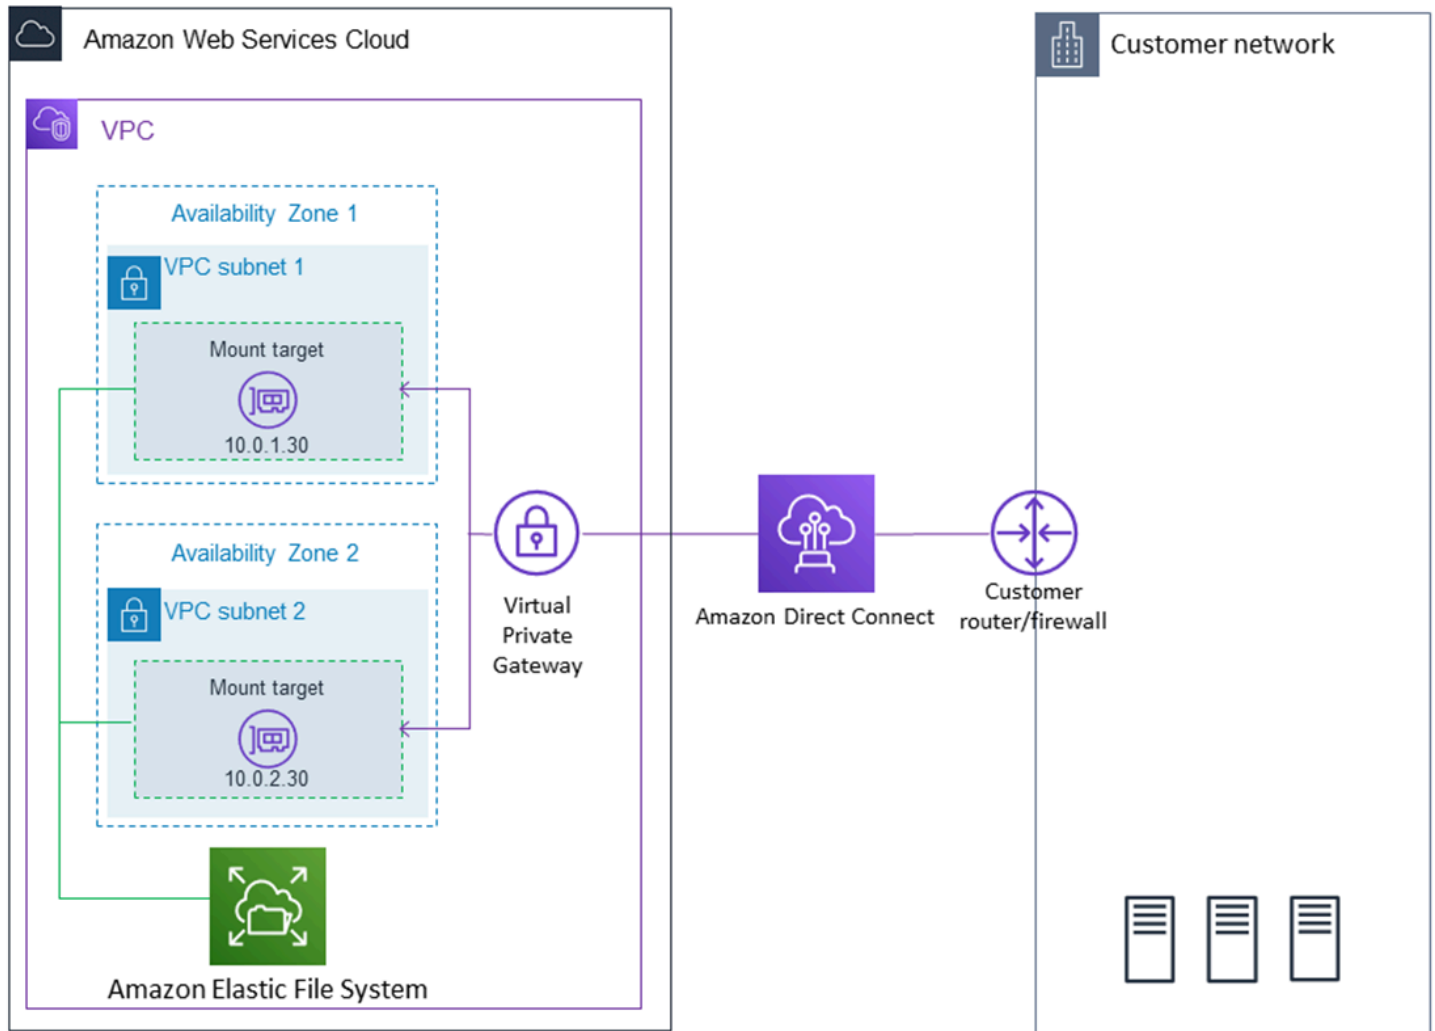 Amazon Web Services Cloud
Customer network
VPC
Availability Zone 1
VPC subnet 1
Mount target
10.0.1.30
Availability Zone 2
VPC subnet 2
Mount target
10.0.2.30
Virtual
Private
Gateway
Amazon Direct Connect
Customer
router/firewall
Amazon Elastic File System